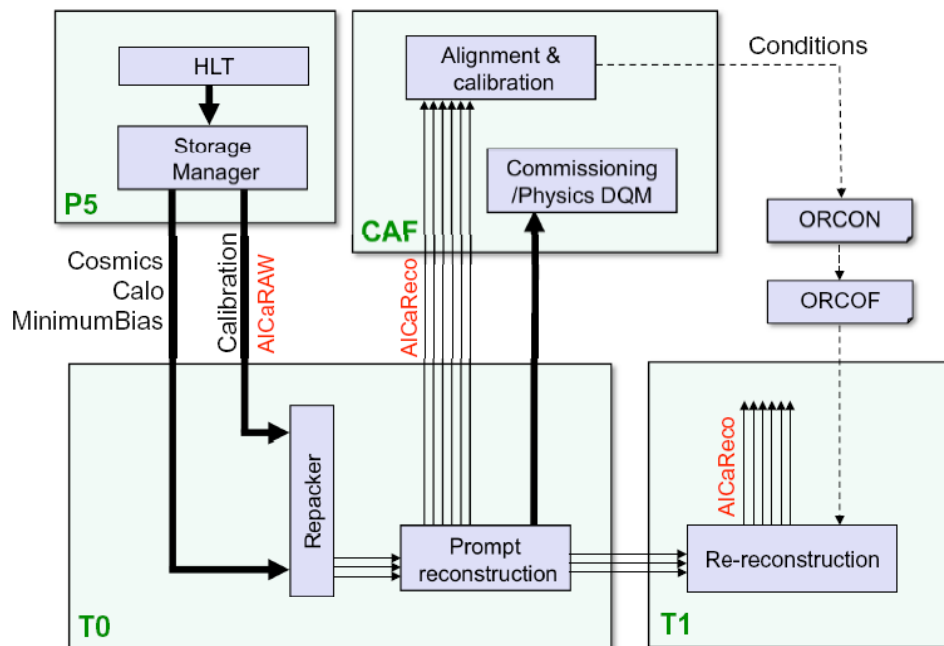 HLT
Storage
Manager
P5
Alignment &
calibration
Commissioning
/Physics DQM
CAF
Conditions
ORCON
ORCOF
Cosmics
Calo
MinimumBias
Calibration
AlCaRAW
AlCaReco
Repacker
Prompt
reconstruction
T0
AlCaReco
Re-reconstruction
T1